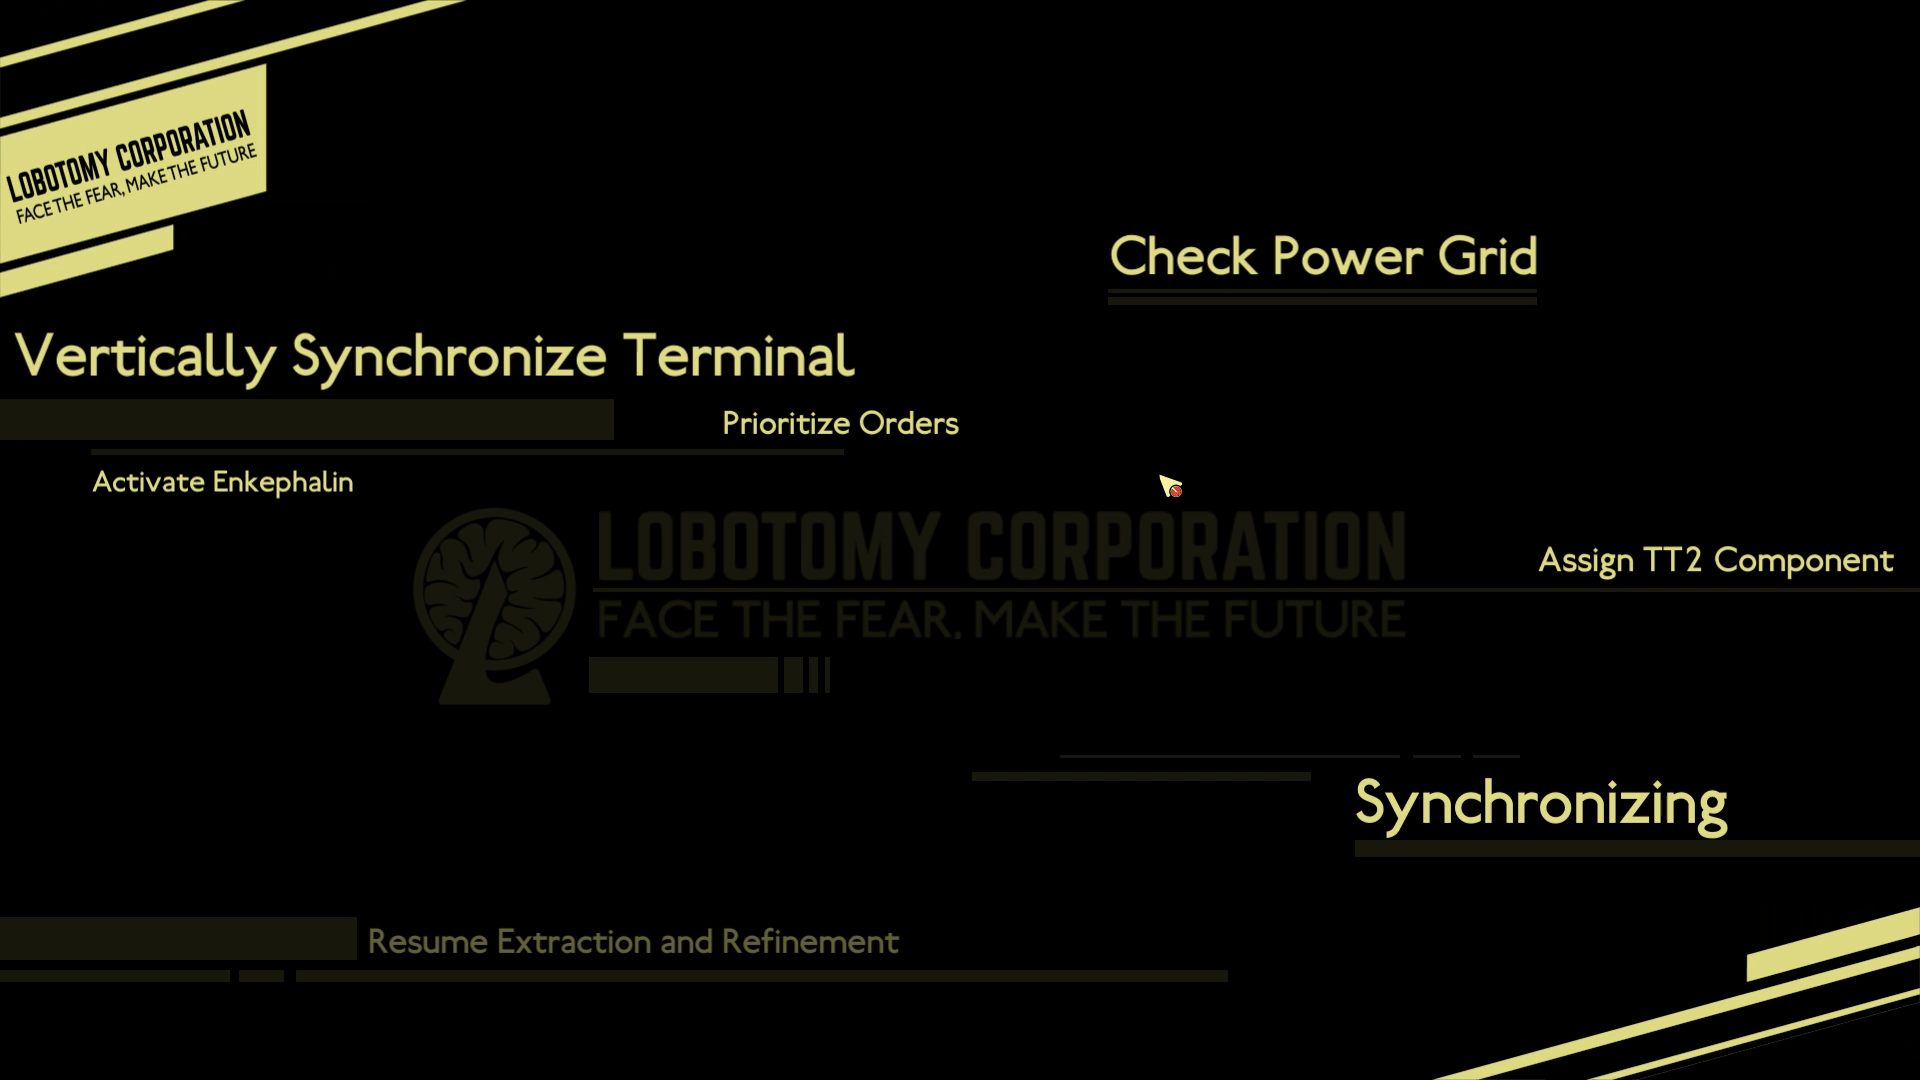 LOBOTOMY CORPORATION
FACE THE FEAR, MAKE THE FUTURE
Check Power Grid
Vertically Synchronize Terminal
Prioritize Orders
Activate Enkephalin
LOBOTOMY CORPORATION
FACE THE FEAR, MAKE THE FUTURE
Assign TT2 Component
Synchronizing
Resume Extraction and Refinement